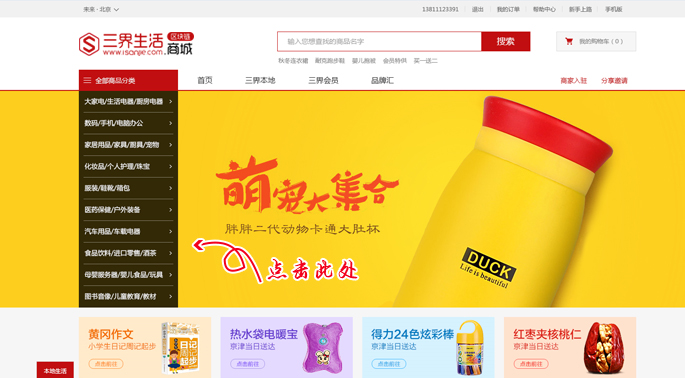 未来 · 北京
13811123391 退出 我的订单 帮助中心 新手上路 手机版
三界生活 区块链
www.isanjie.com 商城
输入您想查找的商品名字 搜索 我的购物车 ( 0 )
秋冬连衣裙 耐克跑步鞋 婴儿拖被 会员特供 买一送二
全部商品分类 首页 三界本地 三界会员 品牌汇 商家入驻 分享邀请
大家电/生活电器/厨房电器
数码/手机/电脑办公
家居用品/家具/厨具/宠物
化妆品/个人护理/珠宝
服装/鞋靴/箱包
医药保健/户外装备
汽车用品/车载电器
食品饮料/进口零售/酒茶
母婴服务器/婴儿食品/玩具
图书音像/儿童教育/教材
萌宠大集合
胖胖二代动物卡通大肚杯
点击此处
DUCK
Life is beautiful
黄冈作文
小学生日记周记起步
点击前往
日记周记起步
热水袋电暖宝
京津当日送达
点击前往
得力24色炫彩棒
京津当日送达
点击前往
红枣夹核桃仁
京津当日送达
点击前往
本地生活